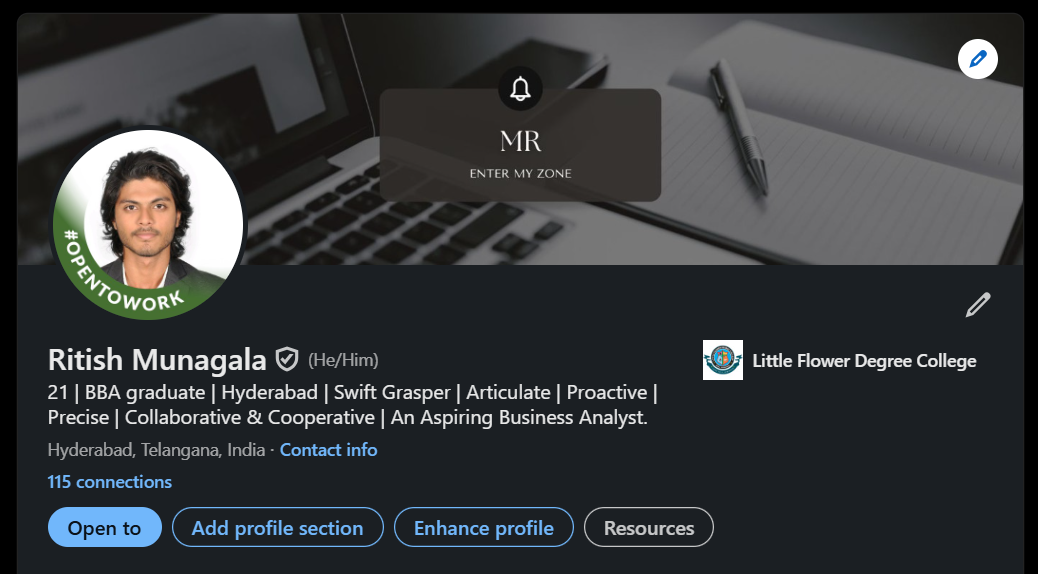 MR
ENTER MY ZONE
#OPENTOWORK
Ritish Munagala (He/Him)
Little Flower Degree College
21 | BBA graduate | Hyderabad | Swift Grasper | Articulate | Proactive |
Precise | Collaborative & Cooperative | An Aspiring Business Analyst.
Hyderabad, Telangana, India · Contact info
115 connections
Open to
Add profile section
Enhance profile
Resources